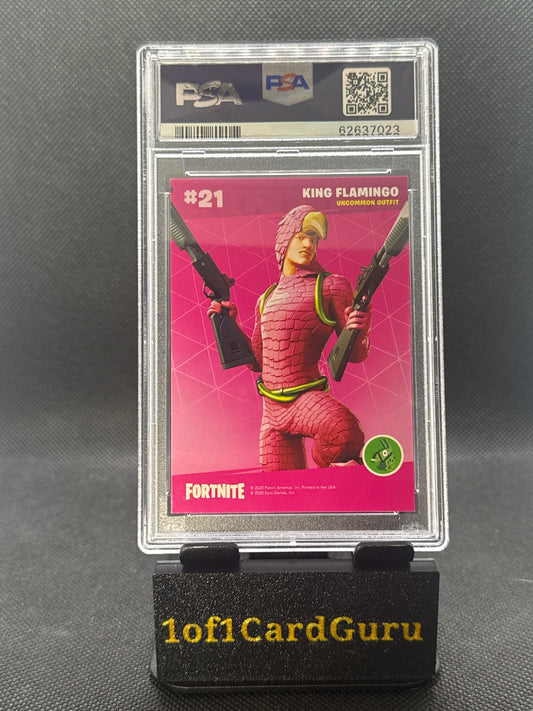 PSA
PSA
62637023
#21
KING FLAMINGO
UNCOMMON OUTFIT
FORTNITE
© 2020 Panini America, Inc. Printed in the USA.
© 2020 Epic Games, Inc.
1of1CardGuru